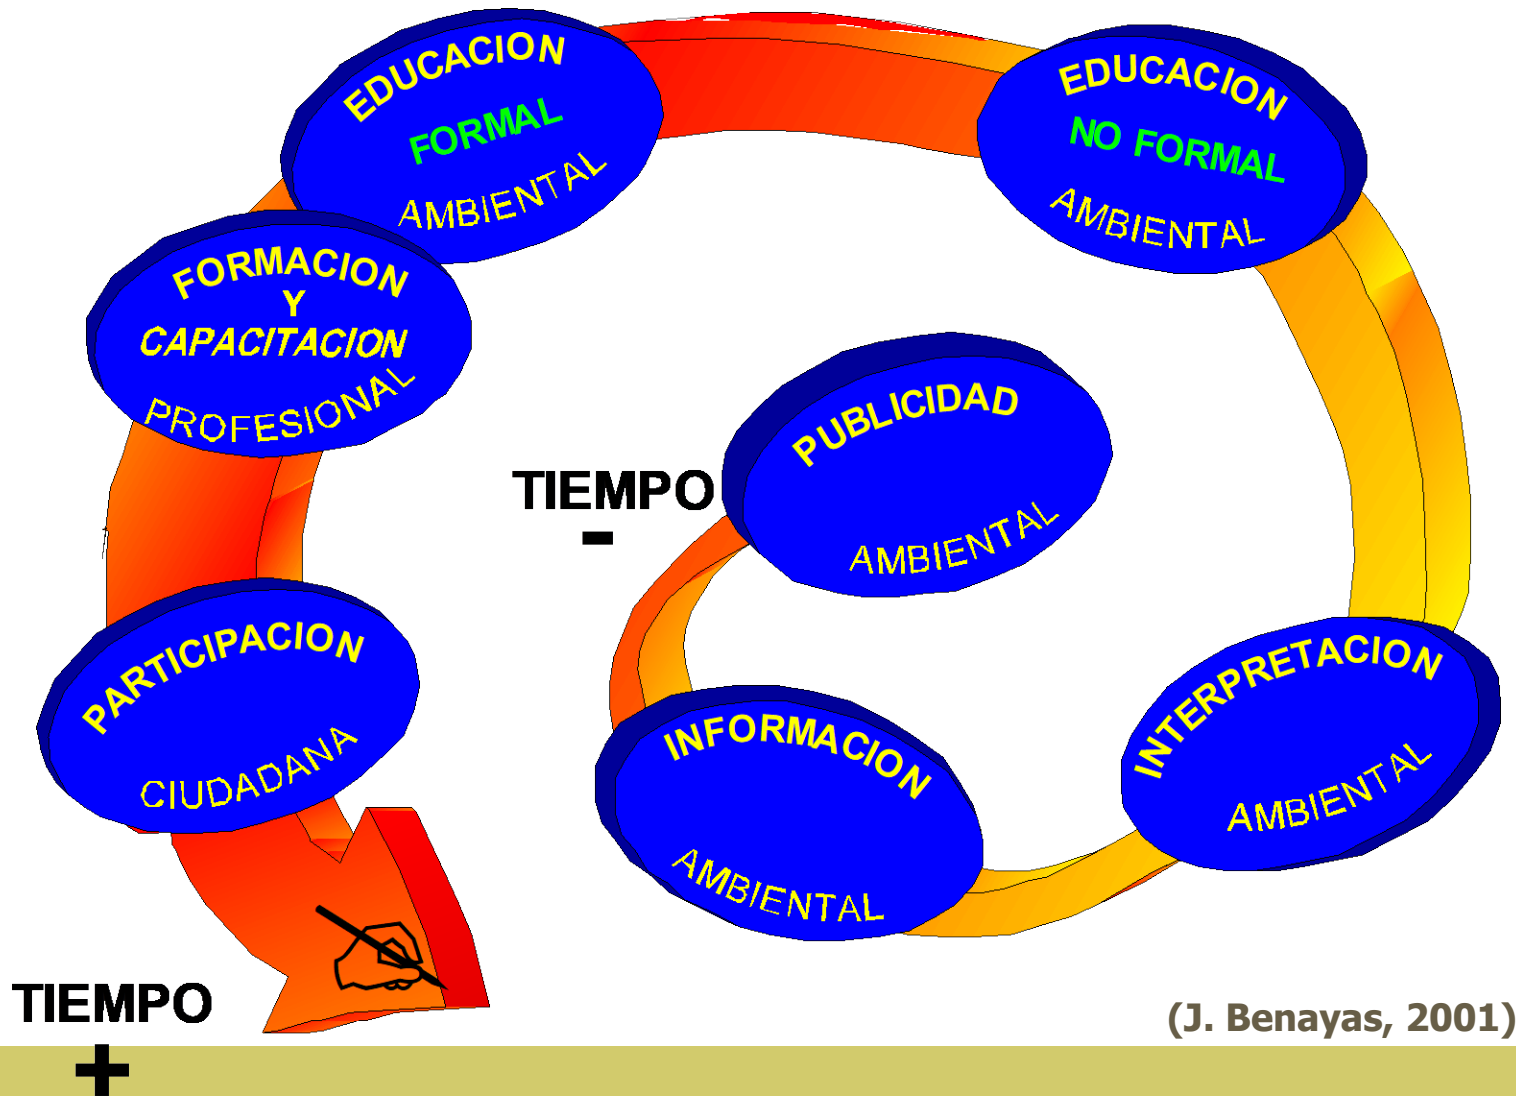 EDUCACION
FORMAL
AMBIENTAL
EDUCACION
NO FORMAL
AMBIENTAL
FORMACION
Y
CAPACITACION
PROFESIONAL
PUBLICIDAD
AMBIENTAL
TIEMPO
-
PARTICIPACION
CIUDADANA
INFORMACION
AMBIENTAL
INTERPRETACION
AMBIENTAL
TIEMPO
+
(J. Benayas, 2001)